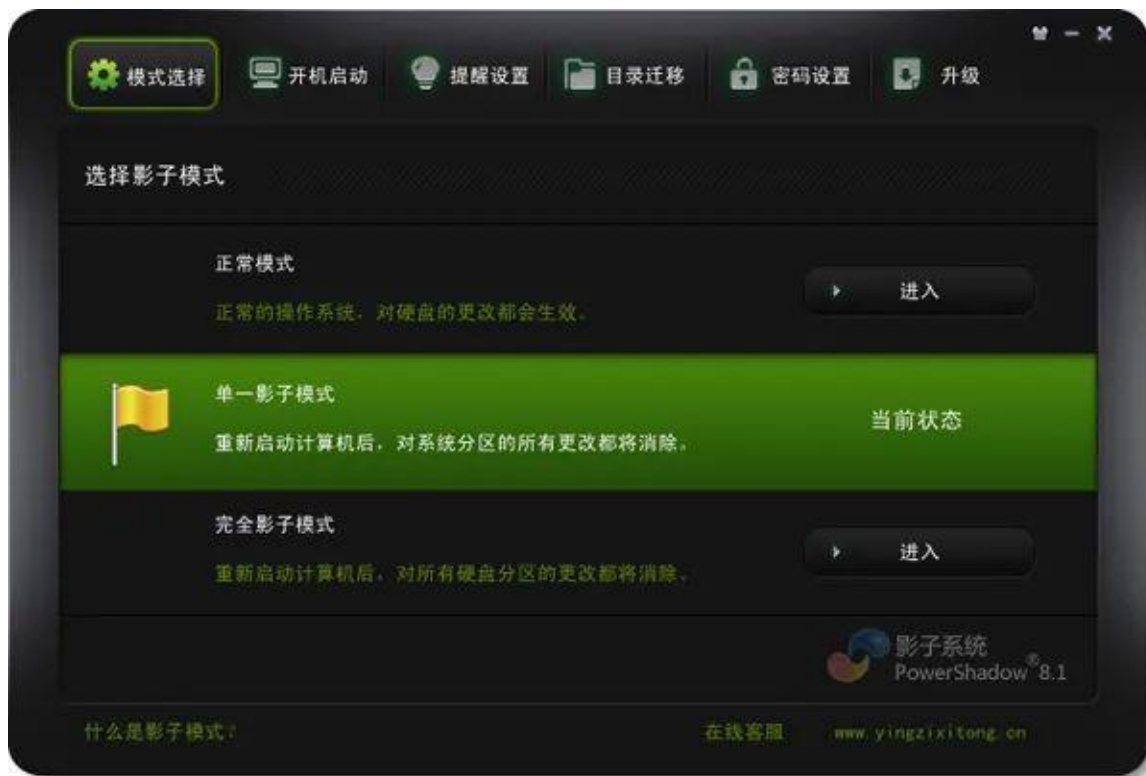 模式选择 开机启动 提醒设置 目录迁移 密码设置 升级
选择影子模式
正常模式
正常的操作系统，对硬盘的更改都会生效。
进入
单一影子模式
重新启动计算机后，对系统分区的所有更改都将消除。
当前状态
完全影子模式
重新启动计算机后，对所有硬盘分区的更改都将消除。
进入
影子系统
PowerShadow® 8.1
什么是影子模式？ 在线客服 www.yingzixitong.cn